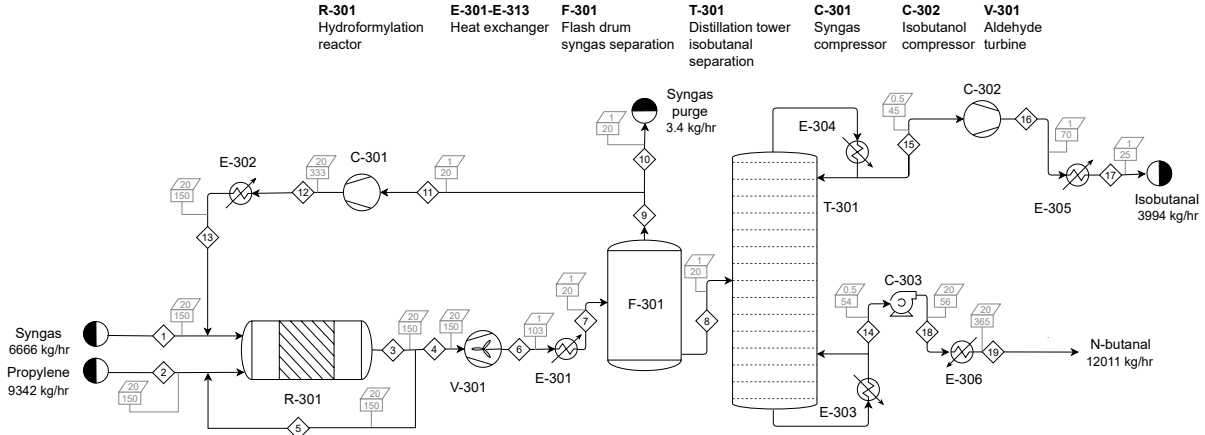 R-301
Hydroformylation
reactor
E-301-E-313
Heat exchanger
F-301
Flash drum
syngas separation
T-301
Distillation tower
isobutanal
separation
C-301
Syngas
compressor
C-302
Isobutanol
compressor
V-301
Aldehyde
turbine
Syngas
purge
3.4 kg/hr
1
20
10
0.5
45
15
C-302
16
1
70
1
25
17
E-305
Isobutanal
3994 kg/hr
E-304
T-301
E-302
20
333
12
C-301
1
20
11
20
150
13
9
F-301
1
20
8
1
20
7
Syngas
6666 kg/hr
1
20
150
Propylene
9342 kg/hr
2
20
150
R-301
3
20
150
4
20
150
V-301
6
1
103
E-301
5
20
150
0.5
54
14
C-303
20
56
18
E-306
20
365
19
N-butanal
12011 kg/hr
E-303